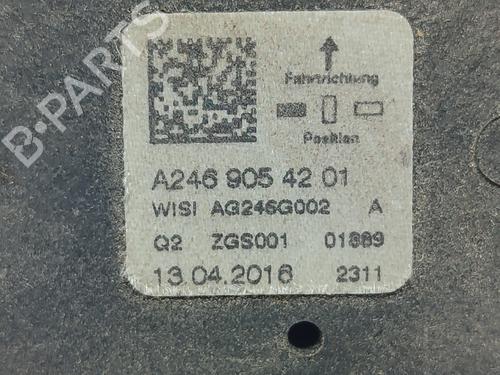 B-PARTS
Fahrtrichtung
Position
A246 905 42 01
WISI AG246G002 A
Q2 ZGS001 01889
13.04.2016 2311